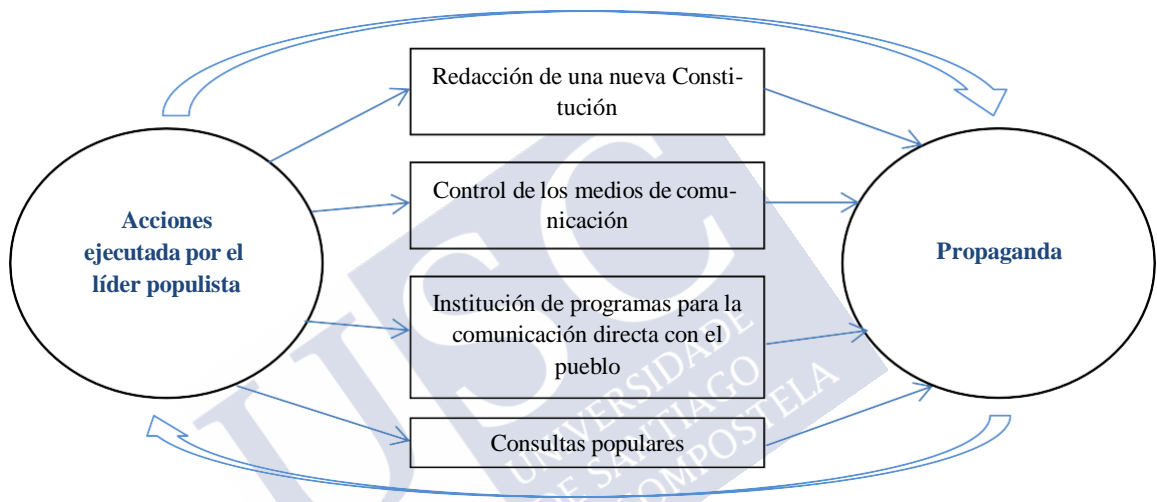 Redacción de una nueva Consti-
tución
Control de los medios de comu-
nicación
Acciones
ejecutada por el
líder populista
Propaganda
Institución de programas para la
comunicación directa con el
pueblo
Consultas populares
USC
UNIVERSIDADE
DE SANTIAGO
COMPOSTELA